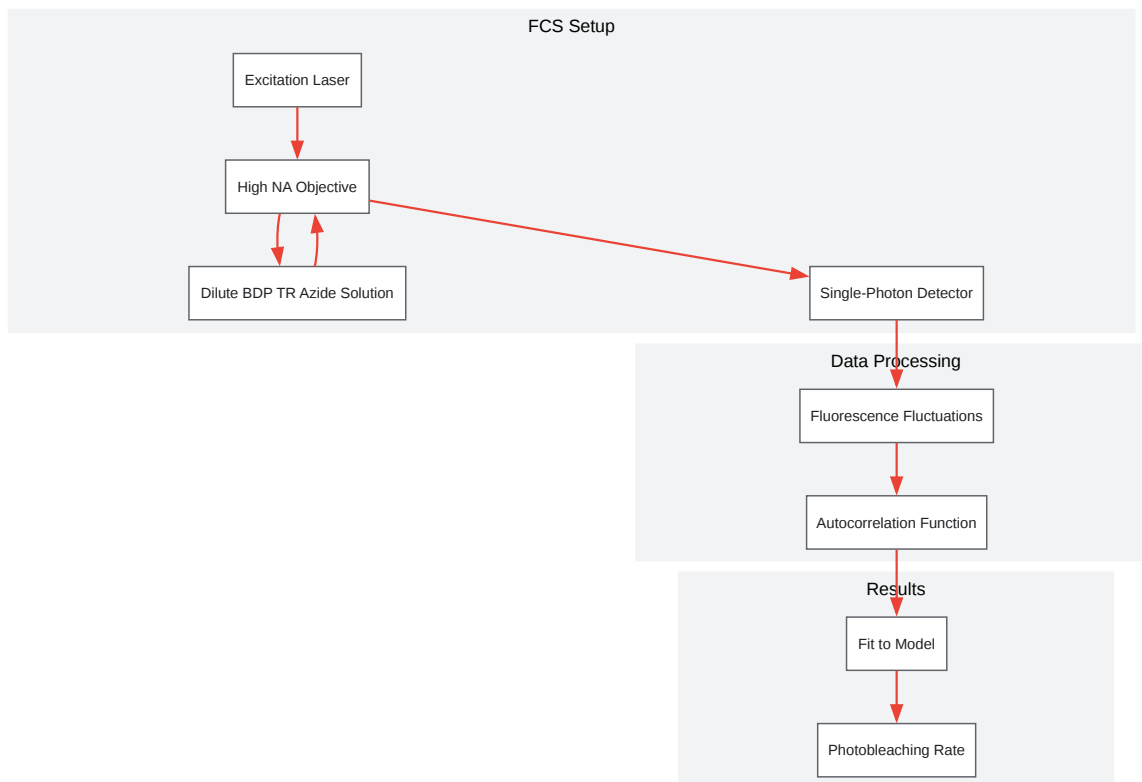 FCS Setup
Excitation Laser
High NA Objective
Dilute BDP TR Azide Solution
Single-Photon Detector
Data Processing
Fluorescence Fluctuations
Autocorrelation Function
Results
Fit to Model
Photobleaching Rate